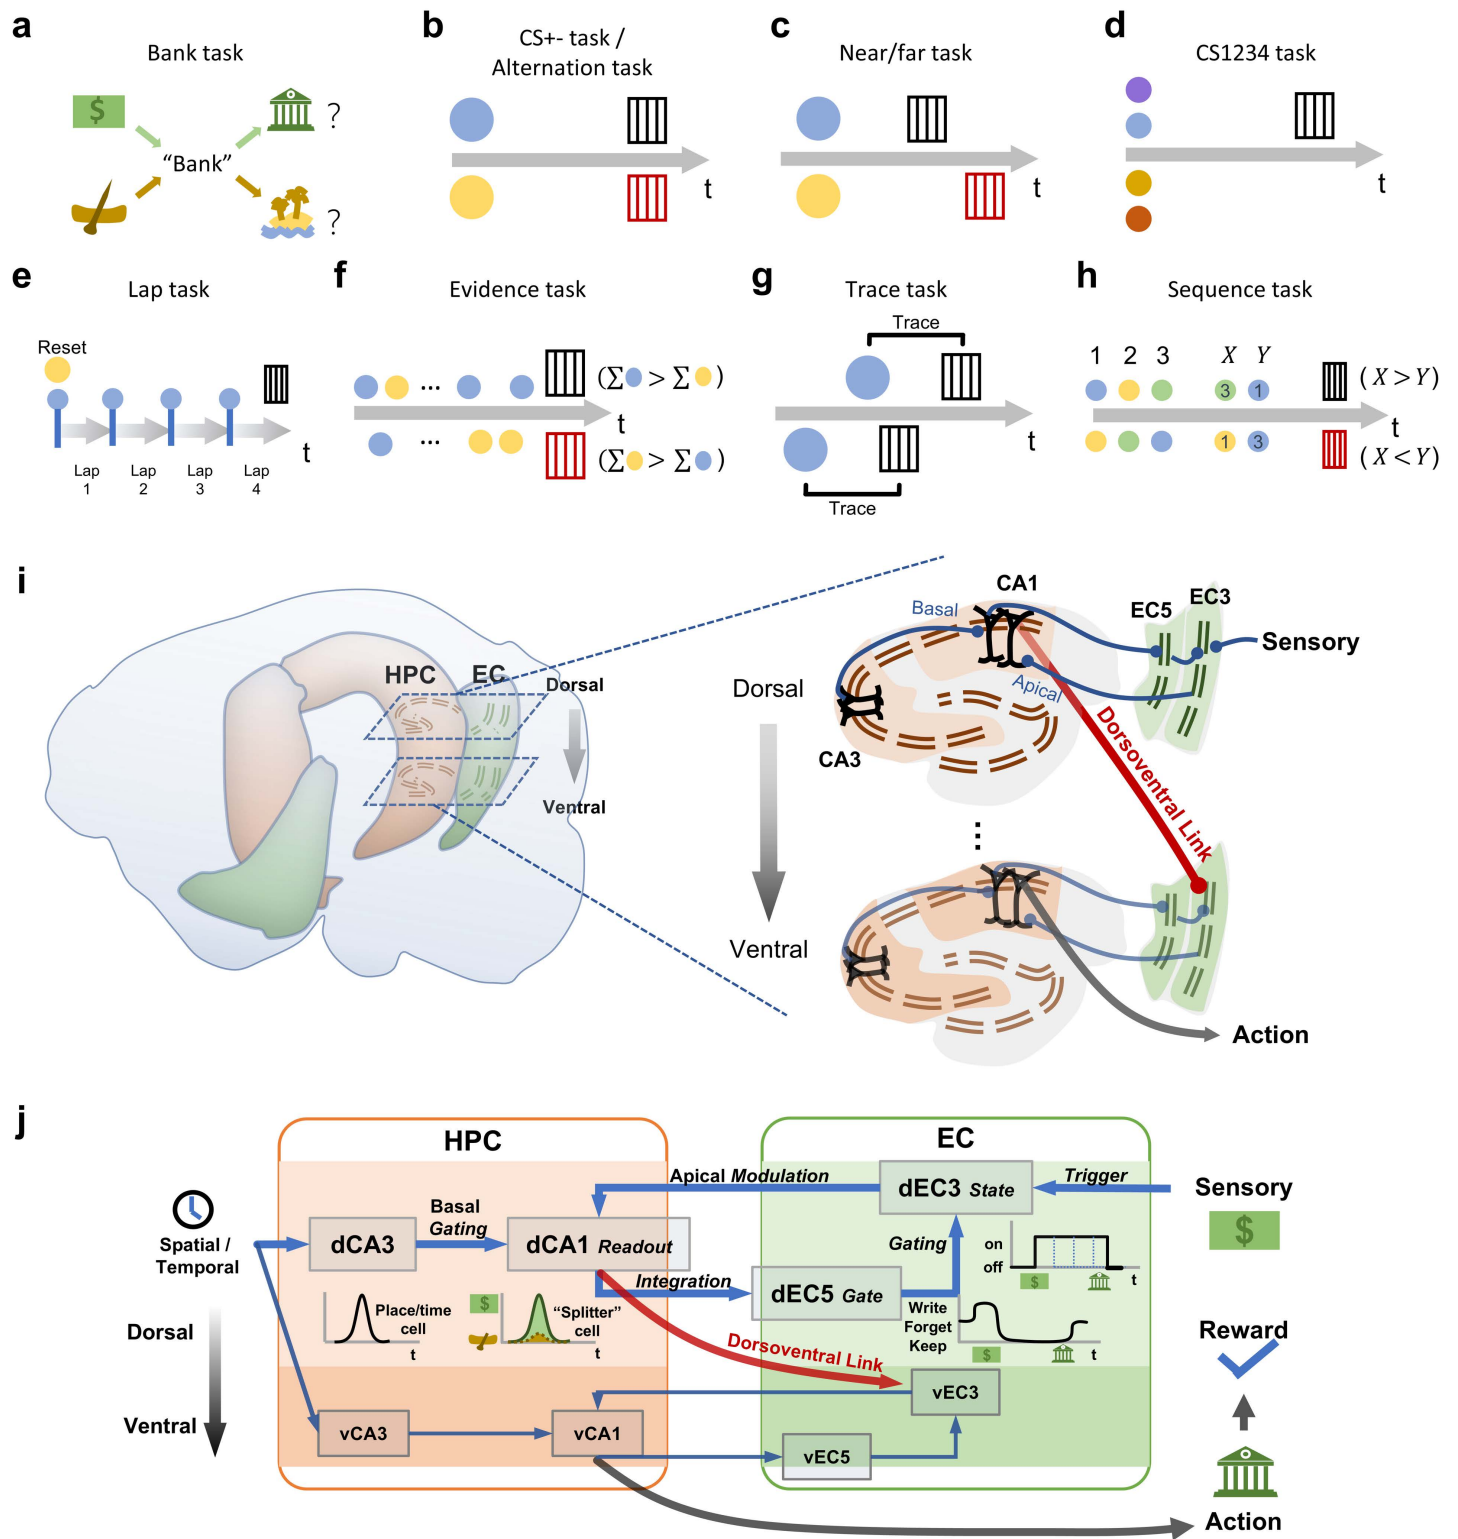 a
Bank task
$
"Bank"
?
?
b
CS+- task /
Alternation task
t
c
Near/far task
t
d
CS1234 task
t
e
Lap task
Reset
t
Lap
1
Lap
2
Lap
3
Lap
4
f
Evidence task
...
(∑ > ∑ )
t
...
(∑ > ∑ )
g
Trace task
Trace
t
Trace
h
Sequence task
1 2 3 X Y
3 1
(X > Y)
t
1 3
(X < Y)
i
HPC
EC
Dorsal
Ventral
Dorsal
Ventral
CA1
Basal
EC5
EC3
Sensory
Apical
CA3
Dorsoventral Link
Action
j
HPC
EC
Apical Modulation
dEC3 State
Trigger
Sensory
$
Spatial /
Temporal
dCA3
Basal
Gating
dCA1 Readout
Gating
on
off
$
t
Integration
dEC5 Gate
Place/time
cell
t
$
"Splitter"
cell
t
Write
Forget
Keep
$
t
Dorsal
Dorsoventral Link
Reward
vEC3
Ventral
vCA3
vCA1
vEC5
Action